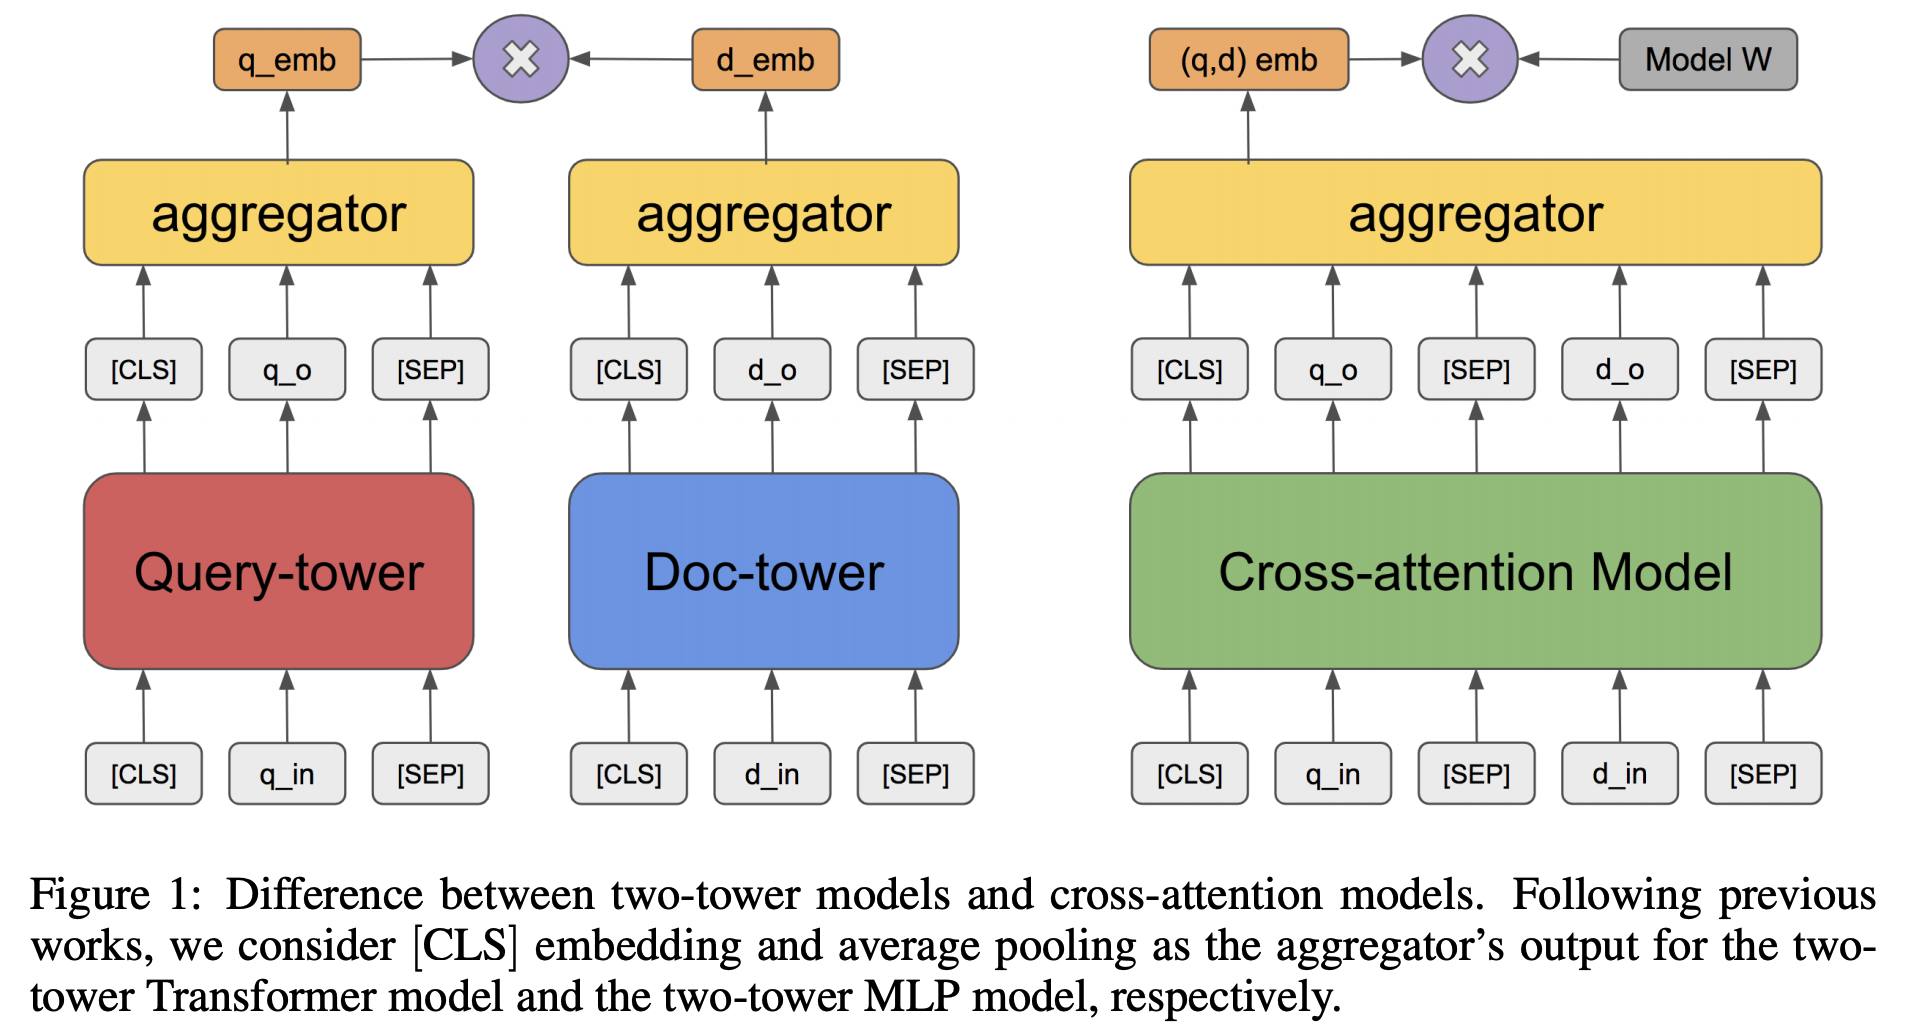 q_emb
d_emb
(q,d) emb
Model W
aggregator
aggregator
aggregator
[CLS] q_o [SEP] [CLS] d_o [SEP] [CLS] q_o [SEP] d_o [SEP]
Query-tower
Doc-tower
Cross-attention Model
[CLS] q_in [SEP] [CLS] d_in [SEP] [CLS] q_in [SEP] d_in [SEP]
Figure 1: Difference between two-tower models and cross-attention models. Following previous
works, we consider [CLS] embedding and average pooling as the aggregator’s output for the two-
tower Transformer model and the two-tower MLP model, respectively.